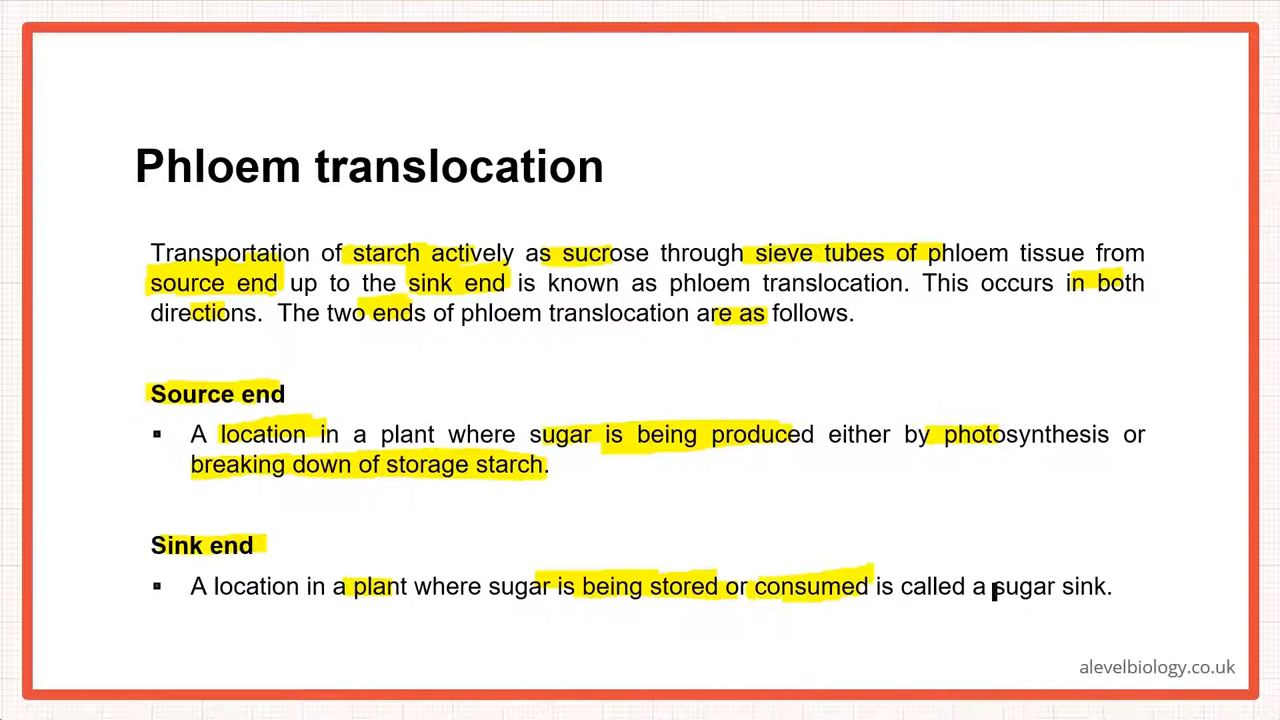 Phloem translocation
Transportation of starch actively as sucrose through sieve tubes of phloem tissue from
source end up to the sink end is known as phloem translocation. This occurs in both
directions. The two ends of phloem translocation are as follows.
Source end
▪ A location in a plant where sugar is being produced either by photosynthesis or
breaking down of storage starch.
Sink end
▪ A location in a plant where sugar is being stored or consumed is called a sugar sink.
alevelbiology.co.uk